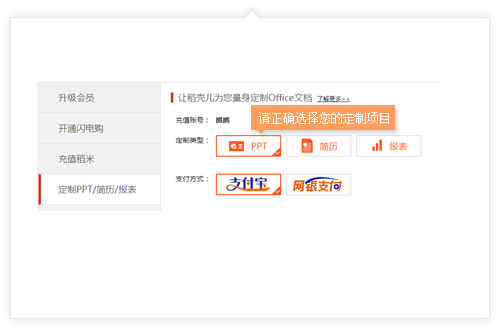 升级会员
开通闪电购
充值稻米
定制PPT/简历/报表
让稻壳儿为您量身定制Office文档 了解更多>>
充值账号：
请正确选择您的定制项目
定制类型： PPT 简历 报表
支付方式： 支付宝 网银支付